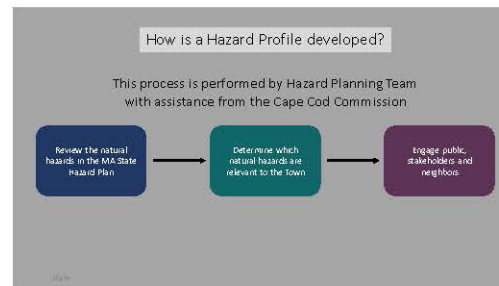 How is a Hazard Profile developed?
This process is performed by Hazard Planning Team
with assistance from the Cape Cod Commission
Review the natural
hazards in the MA State
Hazard Plan
Determine which
natural hazards are
relevant to the Town
Engage public,
stakeholders and
neighbors